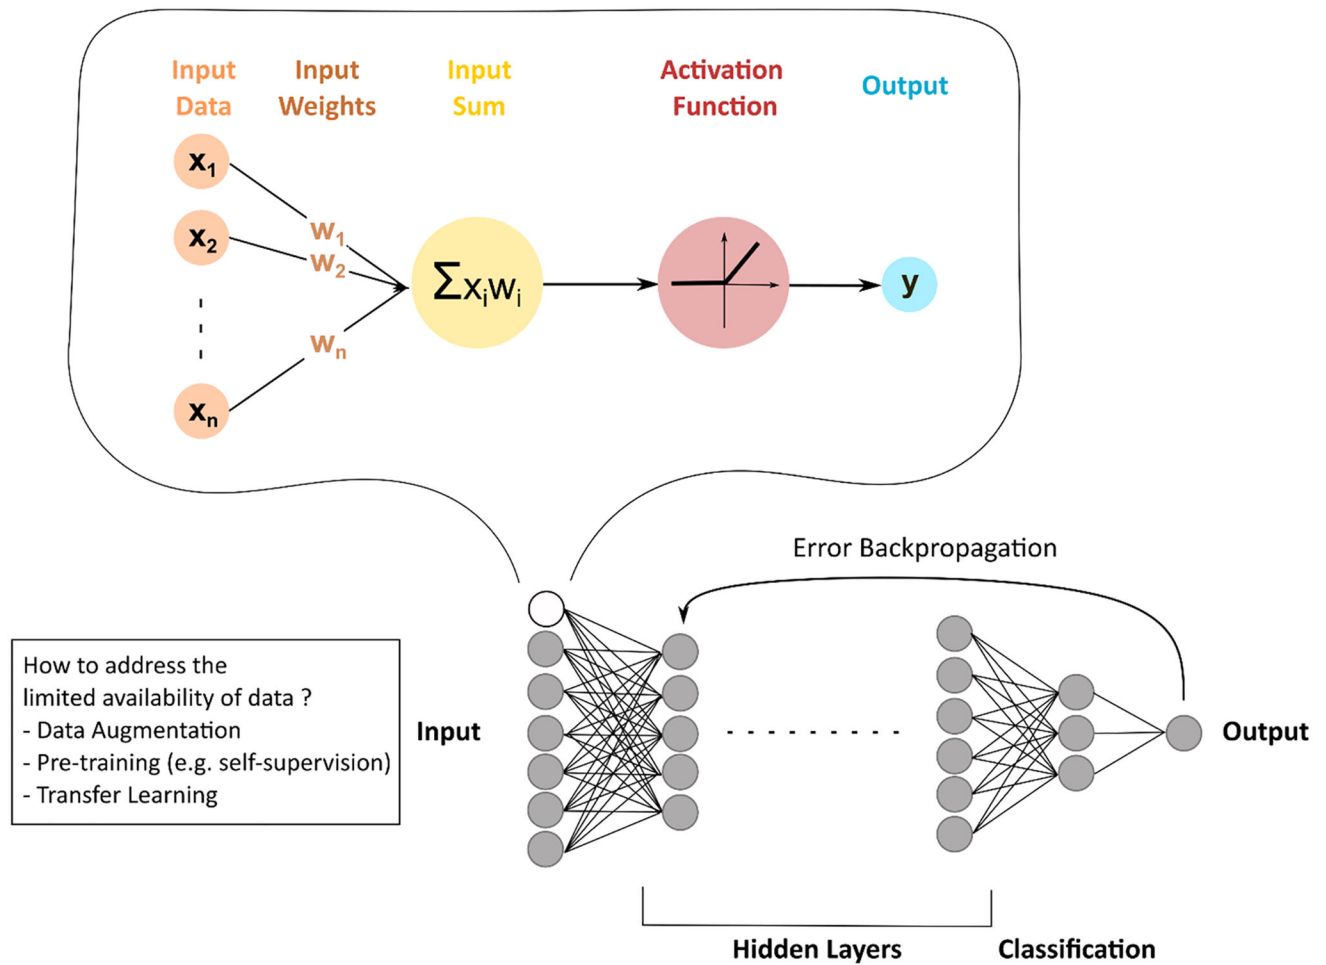 Input
Data
Input
Weights
Input
Sum
Activation
Function
Output
x1
x2
xn
w1
w2
wn
∑xiwi
y
Error Backpropagation
How to address the
limited availability of data ?
- Data Augmentation
- Pre-training (e.g. self-supervision)
- Transfer Learning
Input
Output
Hidden Layers
Classification